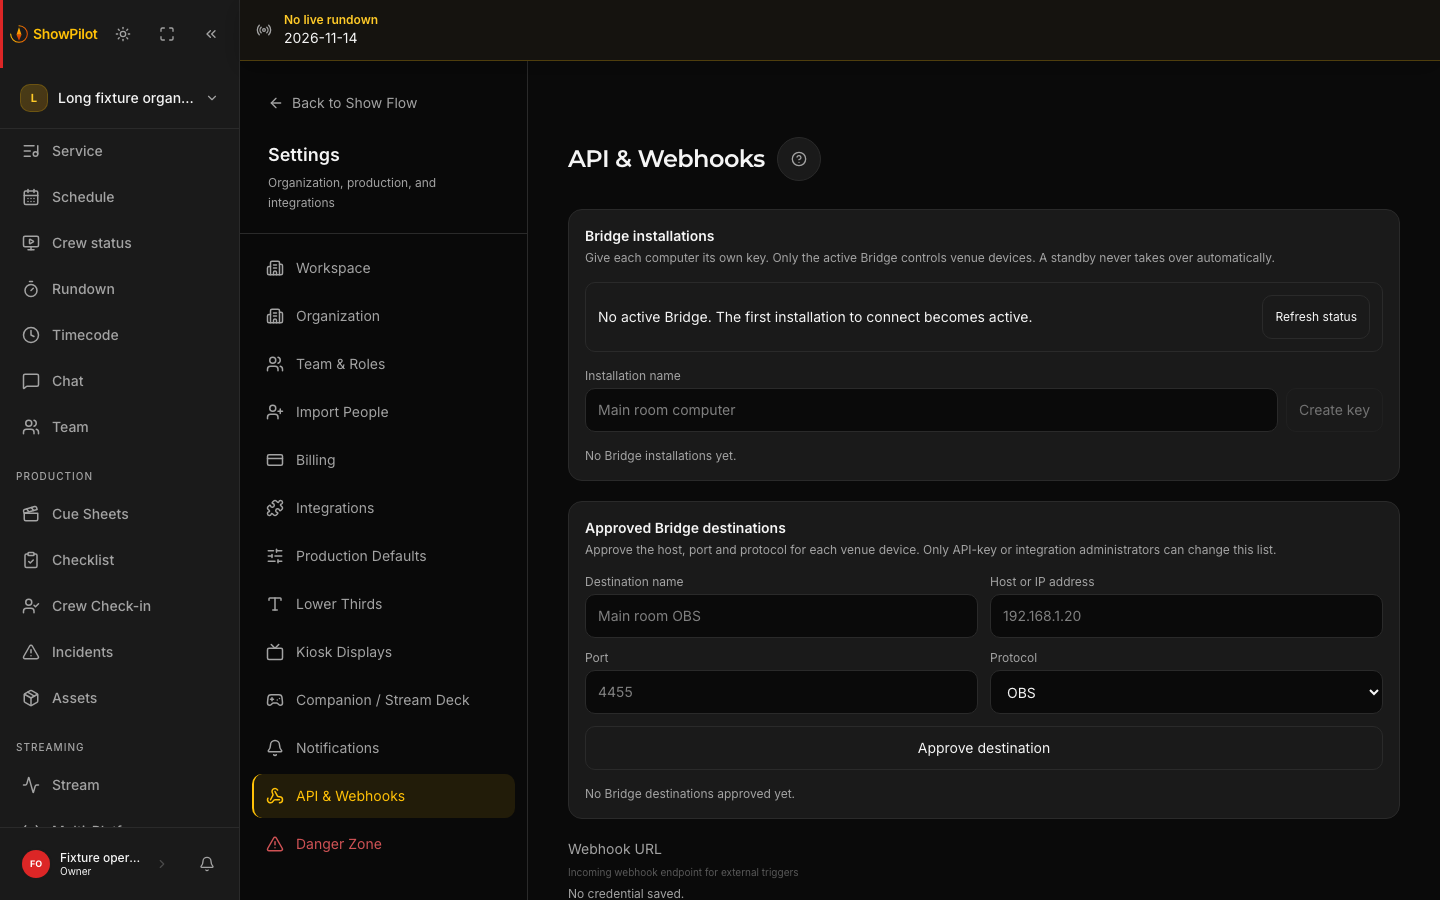 ShowPilot
L
Long fixture organ...
Service
Schedule
Crew status
Rundown
Timecode
Chat
Team
PRODUCTION
Cue Sheets
Checklist
Crew Check-in
Incidents
Assets
STREAMING
Stream
FO
Fixture oper...
Owner
No live rundown
2026-11-14
Back to Show Flow
Settings
Organization, production, and
integrations
Workspace
Organization
Team & Roles
Import People
Billing
Integrations
Production Defaults
Lower Thirds
Kiosk Displays
Companion / Stream Deck
Notifications
API & Webhooks
Danger Zone
API & Webhooks
Bridge installations
Give each computer its own key. Only the active Bridge controls venue devices. A standby never takes over automatically.
No active Bridge. The first installation to connect becomes active.
Refresh status
Installation name
Main room computer
Create key
No Bridge installations yet.
Approved Bridge destinations
Approve the host, port and protocol for each venue device. Only API-key or integration administrators can change this list.
Destination name
Host or IP address
Main room OBS
192.168.1.20
Port
Protocol
4455
OBS
Approve destination
No Bridge destinations approved yet.
Webhook URL
Incoming webhook endpoint for external triggers
No credential saved.